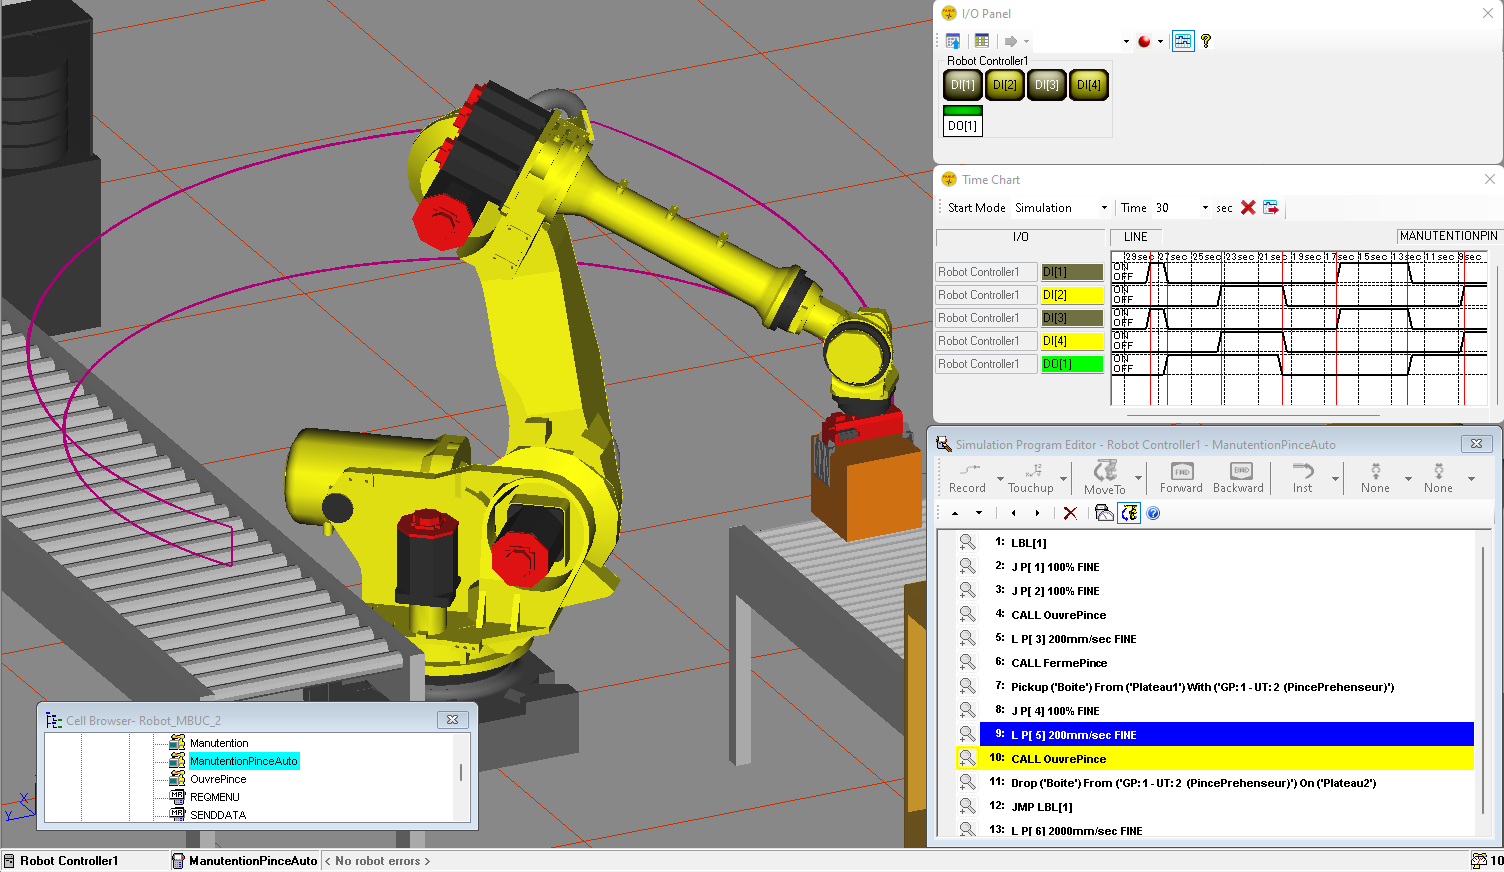 I/O Panel
Robot Controller1
DI[1] DI[2] DI[3] DI[4]
DO[1]
Time Chart
Start Mode Simulation Time 30 sec
I/O LINE MANUTENTIONPIN
29sec 27sec 25sec 23sec 21sec 19sec 17sec 15sec 13sec 11sec 9sec
Robot Controller1 DI[1] ON
OFF
Robot Controller1 DI[2] ON
OFF
Robot Controller1 DI[3] ON
OFF
Robot Controller1 DI[4] ON
OFF
Robot Controller1 DO[1] ON
OFF
Simulation Program Editor - Robot Controller1 - ManutentionPinceAuto
Record Touchup MoveTo Forward Backward Inst None None
1: LBL[1]
2: J P[ 1] 100% FINE
3: J P[ 2] 100% FINE
4: CALL OuvrePince
5: L P[ 3] 200mm/sec FINE
6: CALL FermePince
7: Pickup ('Boite') From ('Plateau1') With ('GP: 1 - UT: 2 (PincePrehenseur)')
8: J P[ 4] 100% FINE
9: L P[ 5] 200mm/sec FINE
10: CALL OuvrePince
11: Drop ('Boite') From ('GP: 1 - UT: 2 (PincePrehenseur)') On ('Plateau2')
12: JMP LBL[1]
13: L P[ 6] 2000mm/sec FINE
Cell Browser- Robot_MBUC_2
Manutention
ManutentionPinceAuto
OuvrePince
REQMENU
SENDDATA
X
Y
Robot Controller1 ManutentionPinceAuto < No robot errors > 10